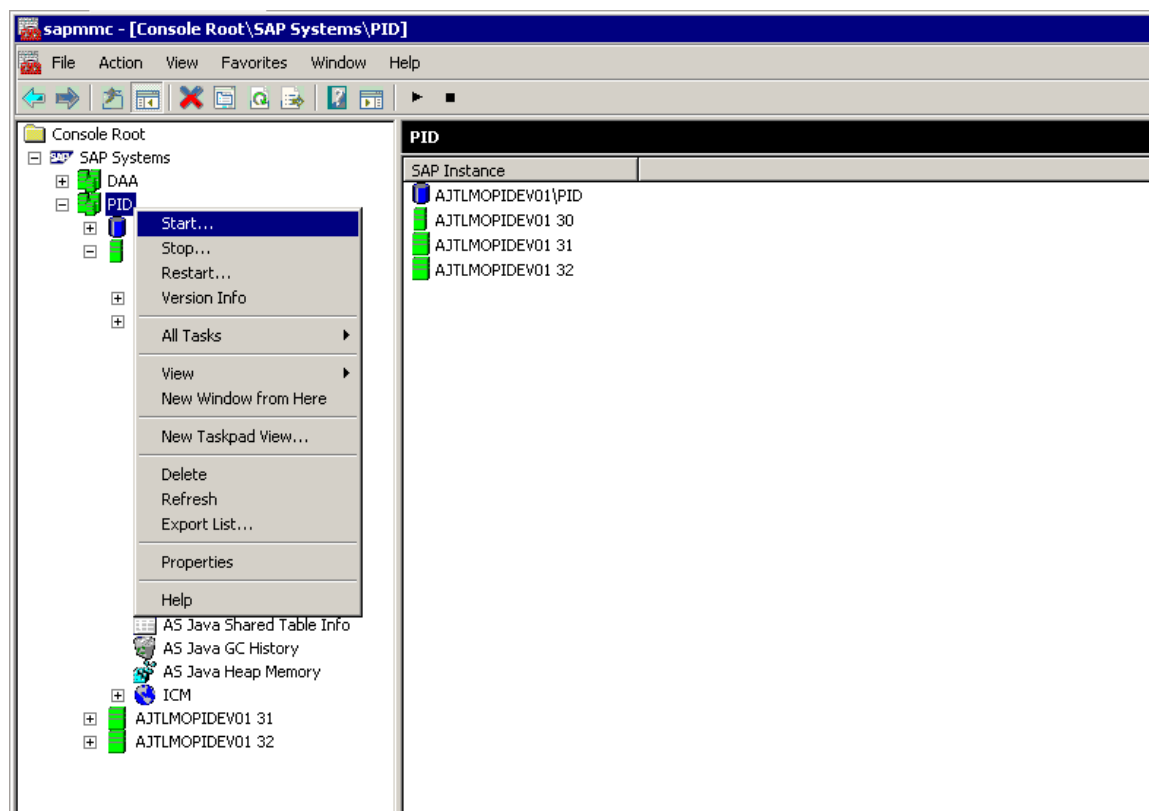 sapmmc - [Console Root\SAP Systems\PID]
File Action View Favorites Window Help
Console Root
SAP Systems
DAA
PID
Start...
Stop...
Restart...
Version Info
All Tasks
View
New Window from Here
New Taskpad View...
Delete
Refresh
Export List...
Properties
Help
AS Java Shared Table Info
AS Java GC History
AS Java Heap Memory
ICM
AJTLMOPIDEV01 31
AJTLMOPIDEV01 32
PID
SAP Instance
AJTLMOPIDEV01\PID
AJTLMOPIDEV01 30
AJTLMOPIDEV01 31
AJTLMOPIDEV01 32